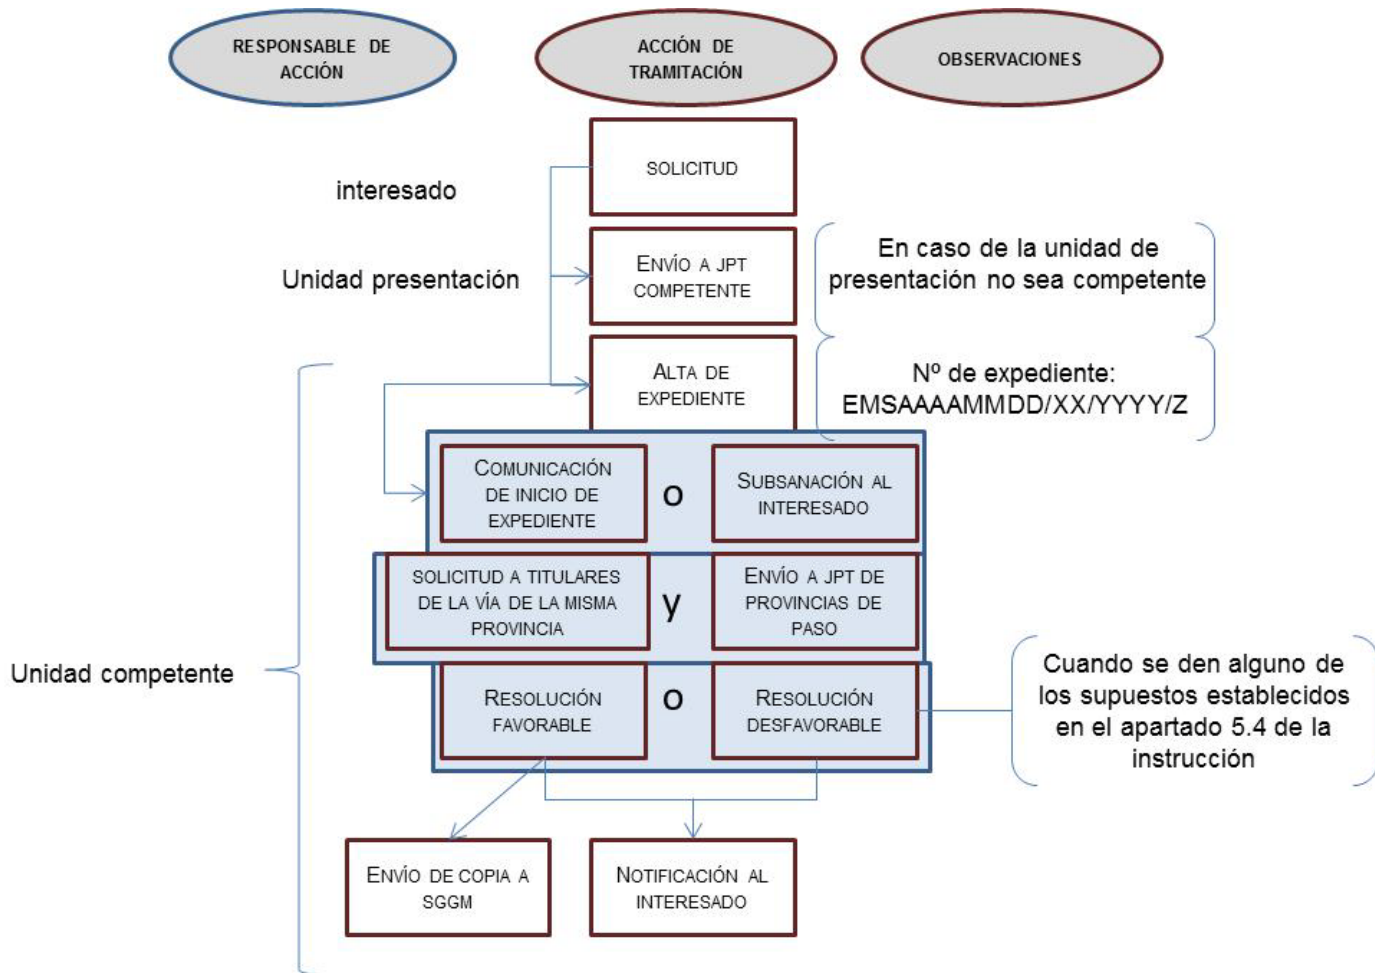 RESPONSABLE DE
ACCIÓN
ACCIÓN DE
TRAMITACIÓN
OBSERVACIONES
SOLICITUD
interesado
Unidad presentación
ENVÍO A JPT
COMPETENTE
En caso de la unidad de
presentación no sea competente
ALTA DE
EXPEDIENTE
Nº de expediente:
EMSAAAAMMDD/XX/YYYY/Z
COMUNICACIÓN
DE INICIO DE
EXPEDIENTE
o
SUBSANACIÓN AL
INTERESADO
SOLICITUD A TITULARES
DE LA VÍA DE LA MISMA
PROVINCIA
y
ENVÍO A JPT DE
PROVINCIAS DE
PASO
Unidad competente
RESOLUCIÓN
FAVORABLE
o
RESOLUCIÓN
DESFAVORABLE
Cuando se den alguno de
los supuestos establecidos
en el apartado 5.4 de la
instrucción
ENVÍO DE COPIA A
SGGM
NOTIFICACIÓN AL
INTERESADO